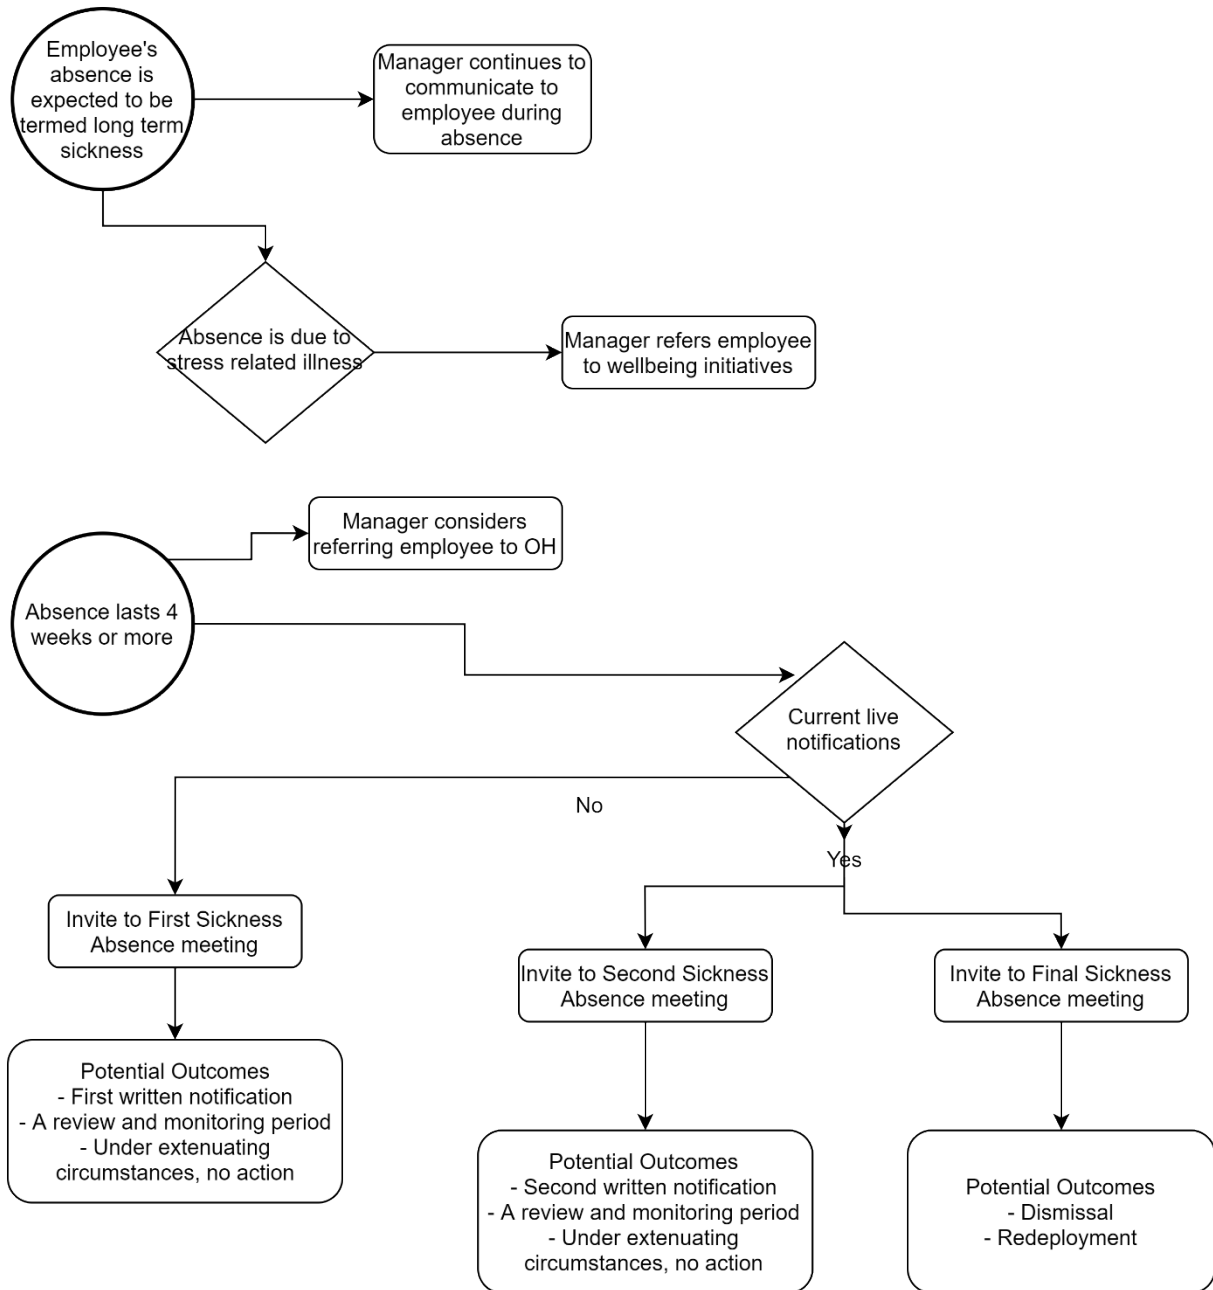 Employee's
absence is
expected to be
termed long term
sickness
Manager continues to
communicate to
employee during
absence
Absence is due to
stress related illness
Manager refers employee
to wellbeing initiatives
Manager considers
referring employee to OH
Absence lasts 4
weeks or more
Current live
notifications
No
Yes
Invite to First Sickness
Absence meeting
Invite to Second Sickness
Absence meeting
Invite to Final Sickness
Absence meeting
Potential Outcomes
- First written notification
- A review and monitoring period
- Under extenuating
circumstances, no action
Potential Outcomes
- Second written notification
- A review and monitoring period
- Under extenuating
circumstances, no action
Potential Outcomes
- Dismissal
- Redeployment